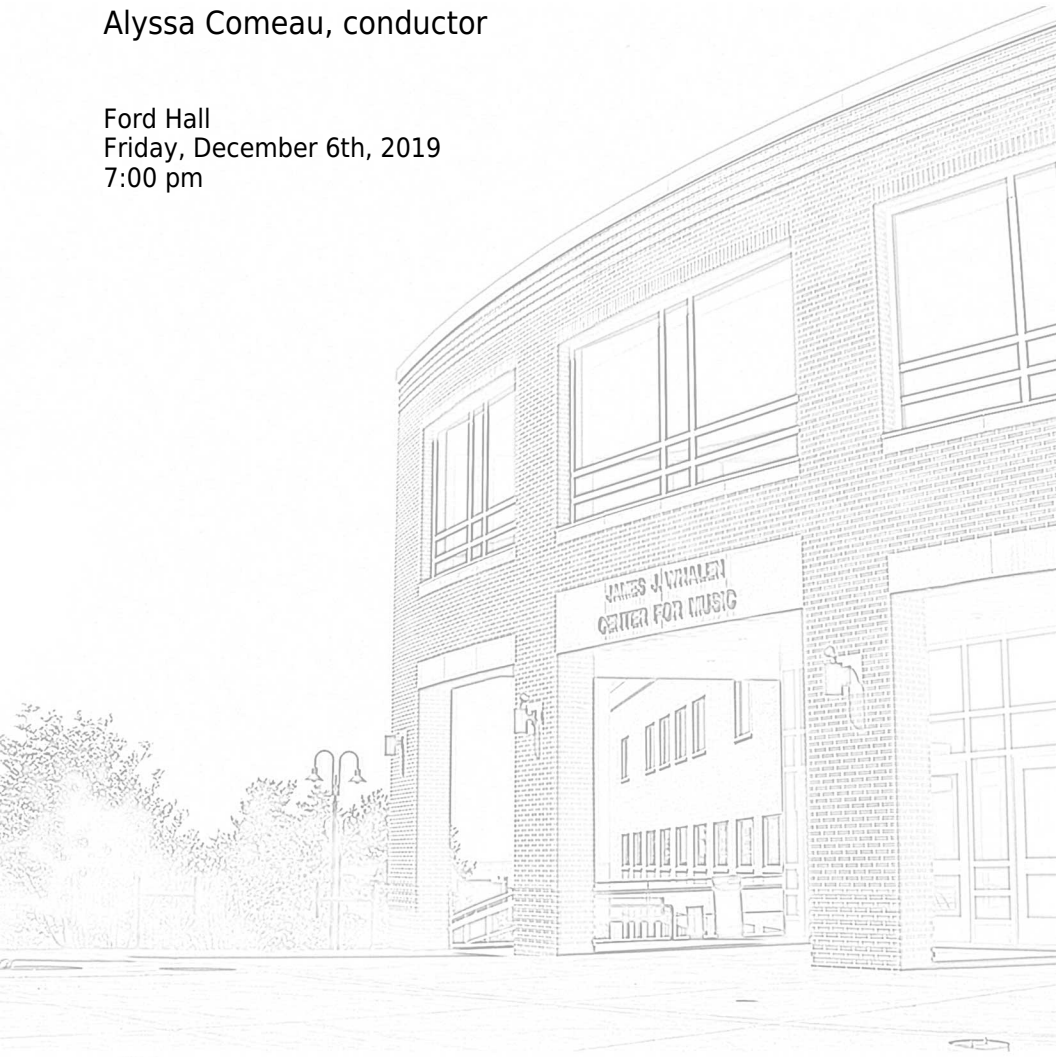 Alyssa Comeau, conductor
Ford Hall
Friday, December 6th, 2019
7:00 pm
JAMES J. WHALEN
CENTER FOR MUSIC